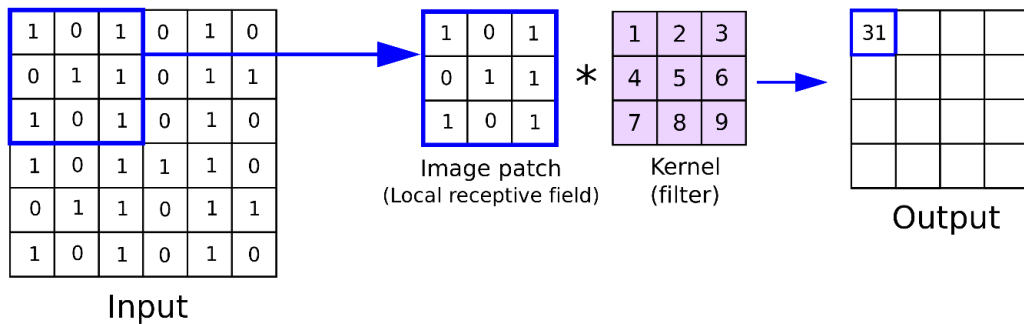 1 0 1 0 1 0
0 1 1 0 1 1
1 0 1 0 1 0
1 0 1 1 1 0
0 1 1 0 1 1
1 0 1 0 1 0
Input
1 0 1
0 1 1
1 0 1
Image patch
(Local receptive field)
*
1 2 3
4 5 6
7 8 9
Kernel
(filter)
31
Output